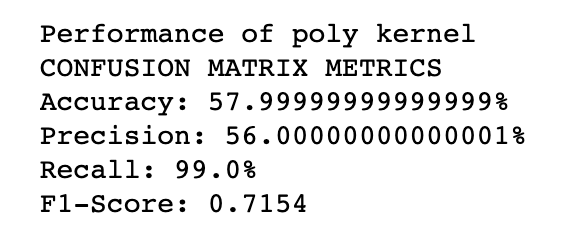 Performance of poly kernel
CONFUSION MATRIX METRICS
Accuracy: 57.99999999999999%
Precision: 56.00000000000001%
Recall: 99.0%
F1-Score: 0.7154